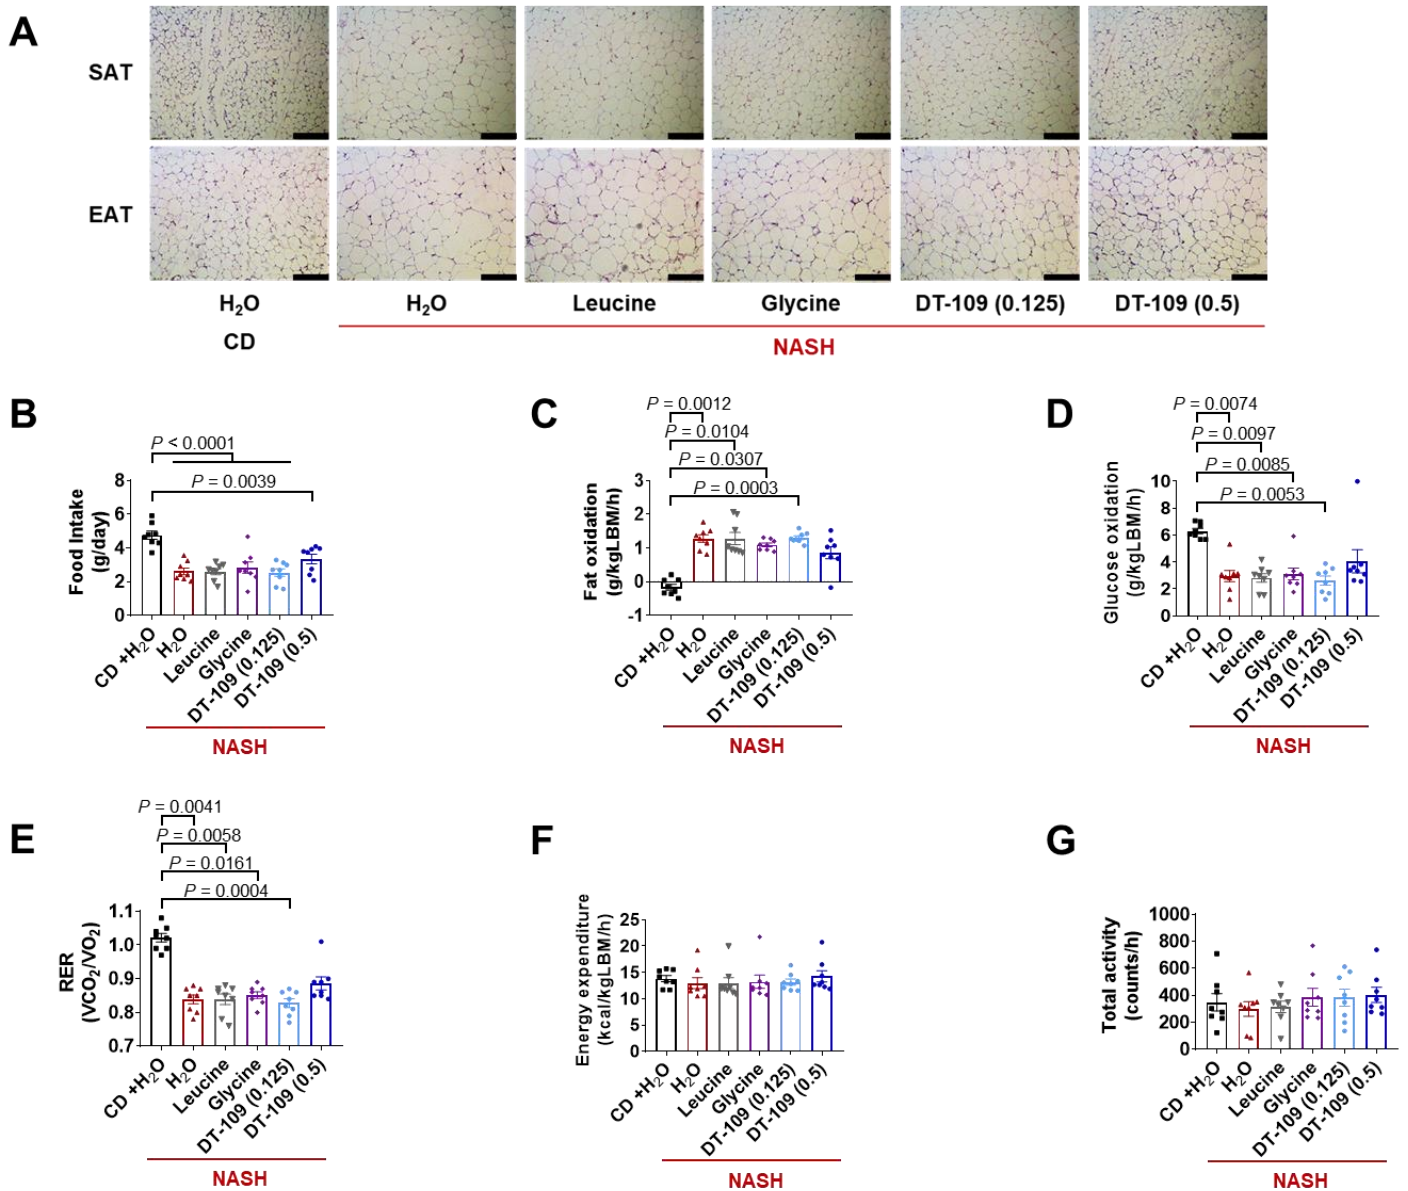 A
SAT
EAT
H₂O
H₂O
Leucine
Glycine
DT-109 (0.125)
DT-109 (0.5)
CD
NASH
B
P < 0.0001
P = 0.0039
8
6
4
2
0
Food Intake
(g/day)
CD +H₂O
H₂O
Leucine
Glycine
DT-109 (0.125)
DT-109 (0.5)
NASH
C
P = 0.0012
P = 0.0104
P = 0.0307
P = 0.0003
3
2
1
0
-1
Fat oxidation
(g/kgLBM/h)
CD +H₂O
H₂O
Leucine
Glycine
DT-109 (0.125)
DT-109 (0.5)
NASH
D
P = 0.0074
P = 0.0097
P = 0.0085
P = 0.0053
10
8
6
4
2
0
Glucose oxidation
(g/kgLBM/h)
CD +H₂O
H₂O
Leucine
Glycine
DT-109 (0.125)
DT-109 (0.5)
NASH
E
P = 0.0041
P = 0.0058
P = 0.0161
P = 0.0004
1.1
1.0
0.9
0.8
0.7
RER
(VCO₂/VO₂)
CD +H₂O
H₂O
Leucine
Glycine
DT-109 (0.125)
DT-109 (0.5)
NASH
F
25
20
15
10
5
0
Energy expenditure
(kcal/kgLBM/h)
CD +H₂O
H₂O
Leucine
Glycine
DT-109 (0.125)
DT-109 (0.5)
NASH
G
1000
800
600
400
200
0
Total activity
(counts/h)
CD +H₂O
H₂O
Leucine
Glycine
DT-109 (0.125)
DT-109 (0.5)
NASH